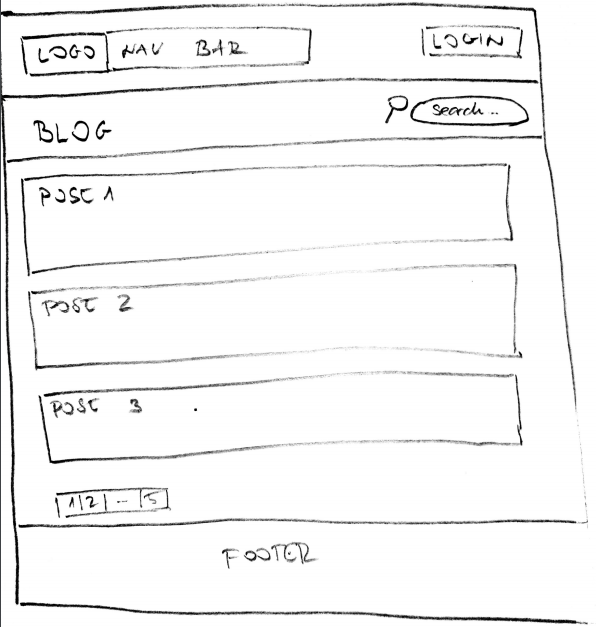 LOGO NAV BAR LOGIN
BLOG search..
POST 1
POST 2
POST 3
1 2 -- 5
FOOTER